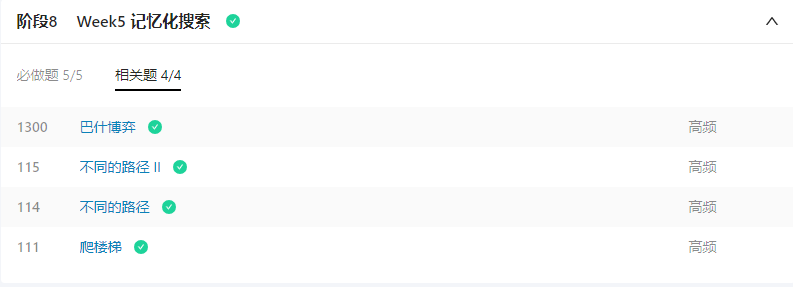 阶段8 Week5 记忆化搜索
必做题 5/5 相关题 4/4
1300 巴什博弈 高频
115 不同的路径 II 高频
114 不同的路径 高频
111 爬楼梯 高频